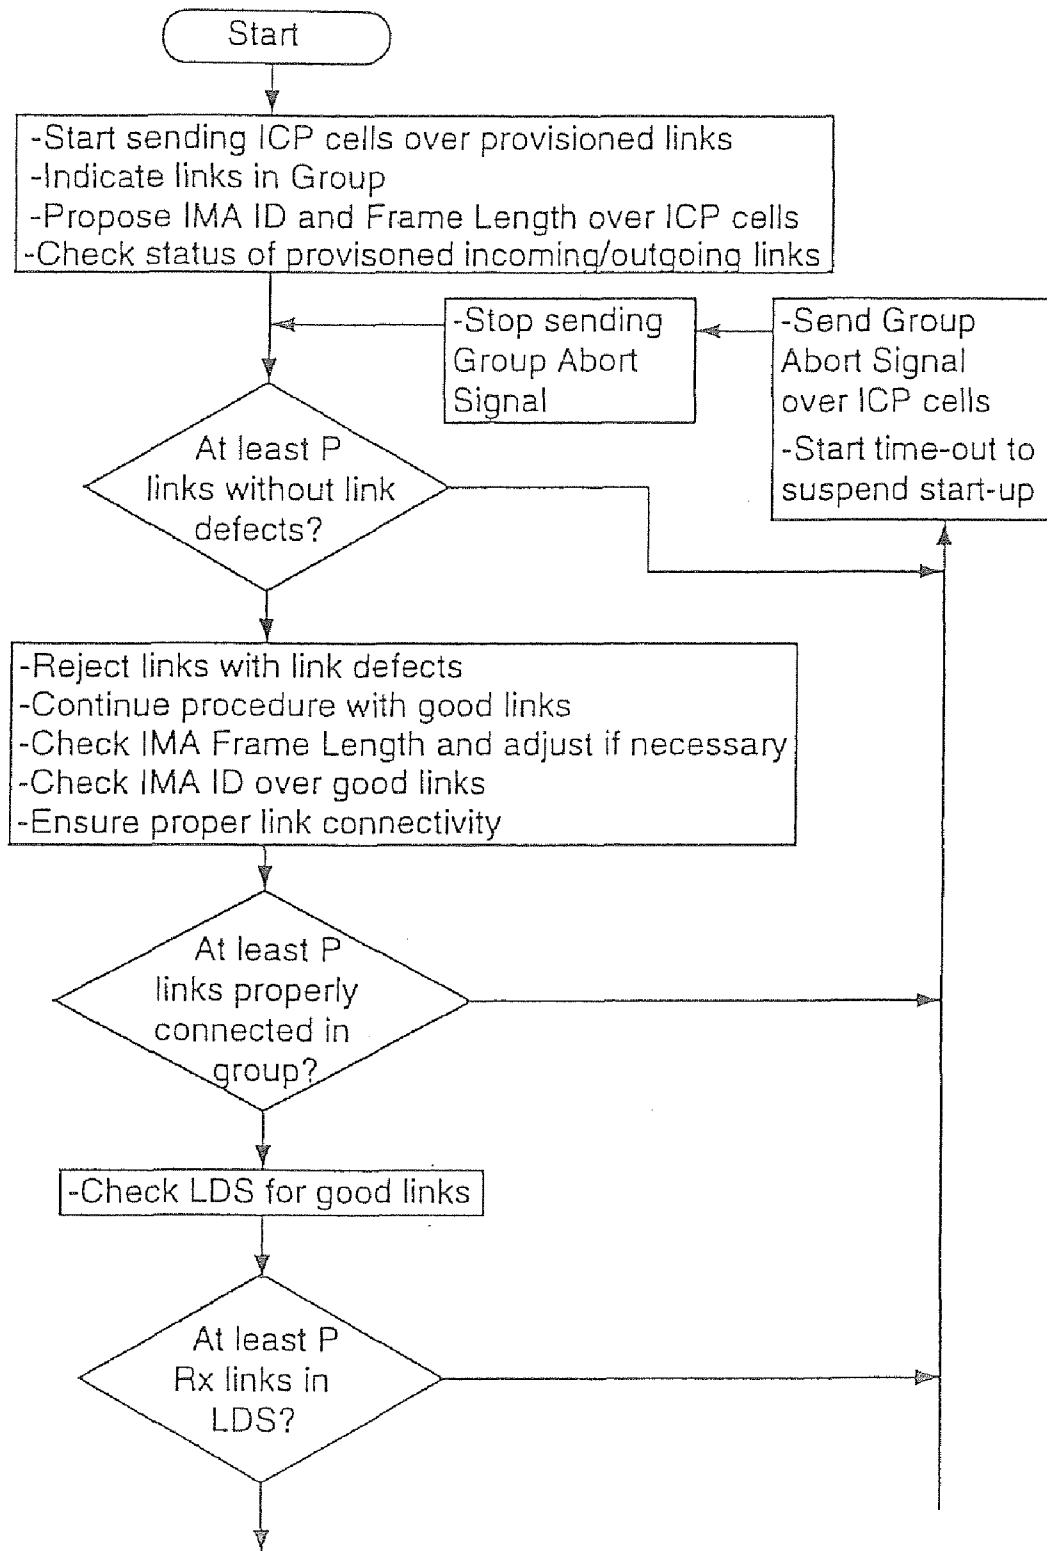 Start
-Start sending ICP cells over provisioned links
-Indicate links in Group
-Propose IMA ID and Frame Length over ICP cells
-Check status of provisoned incoming/outgoing links
-Stop sending
Group Abort
Signal
-Send Group
Abort Signal
over ICP cells
-Start time-out to
suspend start-up
At least P
links without link
defects?
-Reject links with link defects
-Continue procedure with good links
-Check IMA Frame Length and adjust if necessary
-Check IMA ID over good links
-Ensure proper link connectivity
At least P
links properly
connected in
group?
-Check LDS for good links
At least P
Rx links in
LDS?